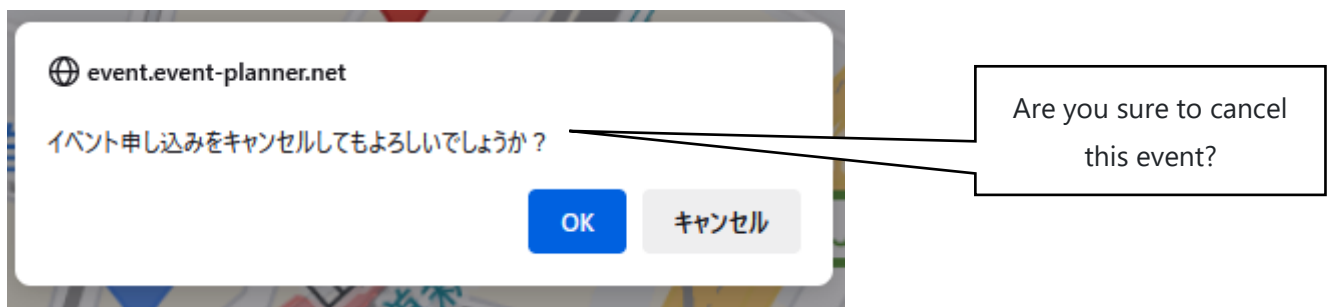 event.event-planner.net
イベント申し込みをキャンセルしてもよろしいでしょうか？
OK
キャンセル
Are you sure to cancel
this event?